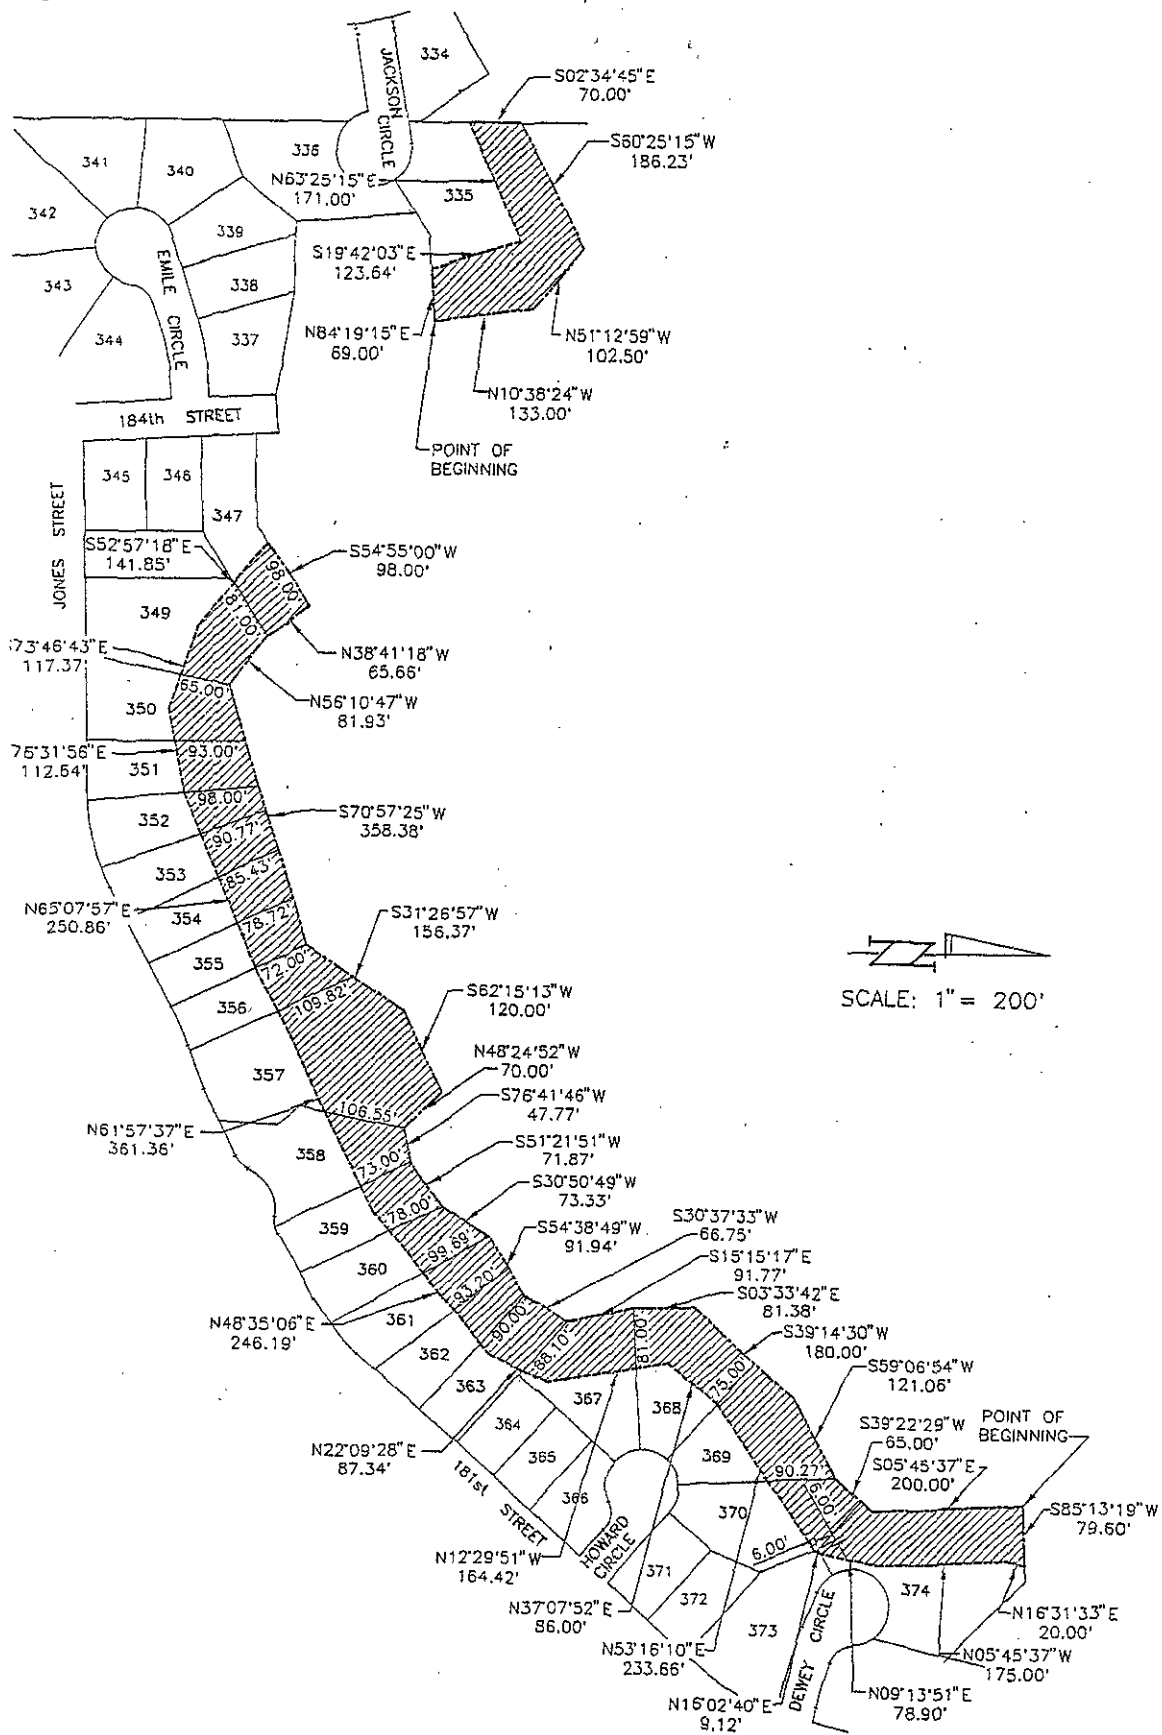 334
JACKSON
CIRCLE
S02°34'45"E
70.00'
S60°25'15"W
186.23'
341
340
336
N63°25'15"E
171.00'
335
342
339
S19°42'03"E
123.64'
EMILE CIRCLE
343
338
344
337
N84°19'15"E
69.00'
N51°12'59"W
102.50'
N10°38'24"W
133.00'
184th STREET
POINT OF
BEGINNING
JONES STREET
345
346
347
S52°57'18"E
141.85'
S54°55'00"W
98.00'
98.00'
81.00'
349
S73°46'43"E
117.37'
N38°41'18"W
65.66'
65.00'
N56°10'47"W
81.93'
350
76°31'56"E
112.54'
93.00'
351
98.00'
352
S70°57'25"W
358.38'
90.77'
353
85.43'
N65°07'57"E
250.86'
354
78.72'
S31°26'57"W
156.37'
355
72.00'
356
109.82'
S62°15'13"W
120.00'
SCALE: 1" = 200'
357
N48°24'52"W
70.00'
S76°41'46"W
47.77'
106.55'
N61°57'37"E
361.36'
358
73.00'
S51°21'51"W
71.87'
S30°50'49"W
73.33'
359
78.00'
S54°38'49"W
91.94'
S30°37'33"W
66.75'
S15°15'17"E
91.77'
S03°33'42"E
81.38'
360
99.69'
93.20'
N48°35'06"E
246.19'
361
90.00'
88.10'
81.00'
S39°14'30"W
180.00'
362
363
75.00'
S59°06'54"W
121.06'
367
368
364
369
S39°22'29"W
65.00'
POINT OF
BEGINNING
S05°45'37"E
200.00'
N22°09'28"E
87.34'
365
90.27'
181st STREET
366
370
6.00'
S85°13'19"W
79.60'
HOWARD
CIRCLE
6.00'
N12°29'51"W
164.42'
371
372
374
N37°07'52"E
86.00'
373
DEWEY CIRCLE
N16°31'33"E
20.00'
N53°16'10"E
233.66'
N05°45'37"W
175.00'
N16°02'40"E
9.12'
N09°13'51"E
78.90'